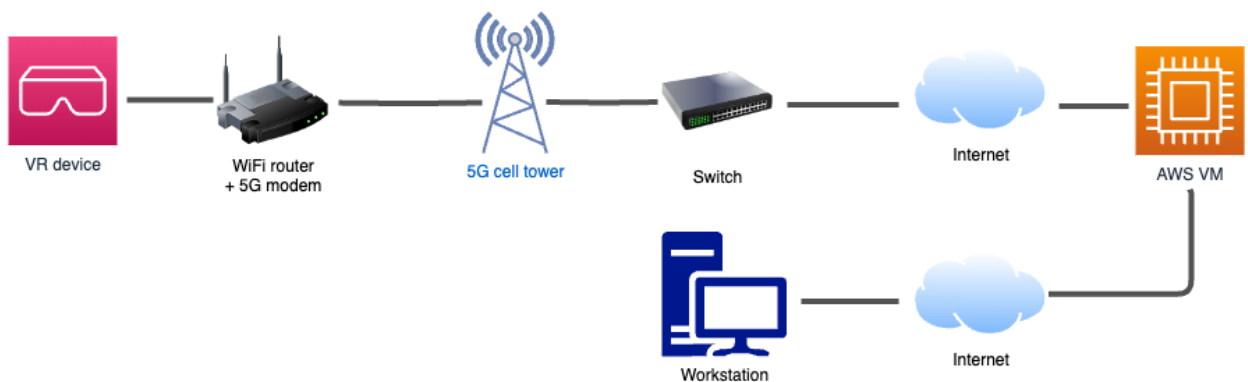 VR device
WiFi router
+ 5G modem
5G cell tower
Switch
Internet
AWS VM
Workstation
Internet